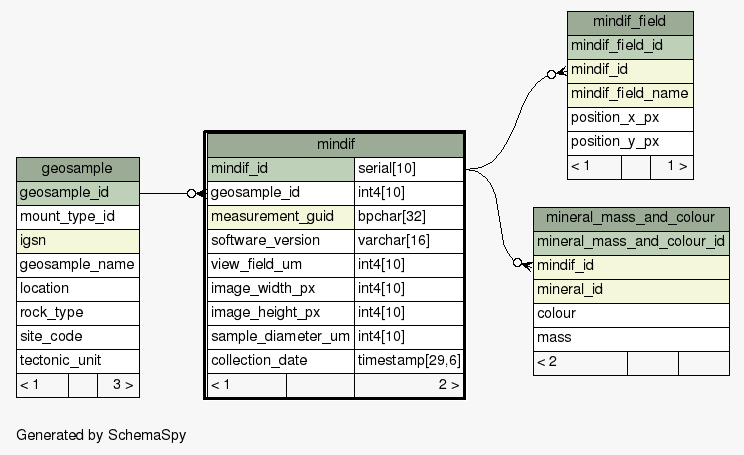 mindif_field
mindif_field_id
mindif_id
mindif_field_name
position_x_px
position_y_px
< 1 1 >
mindif
mindif_id serial[10]
geosample_id int4[10]
measurement_guid bpchar[32]
software_version varchar[16]
view_field_um int4[10]
image_width_px int4[10]
image_height_px int4[10]
sample_diameter_um int4[10]
collection_date timestamp[29,6]
< 1 2 >
geosample
geosample_id
mount_type_id
igsn
geosample_name
location
rock_type
site_code
tectonic_unit
< 1 3 >
mineral_mass_and_colour
mineral_mass_and_colour_id
mindif_id
mineral_id
colour
mass
< 2
Generated by SchemaSpy